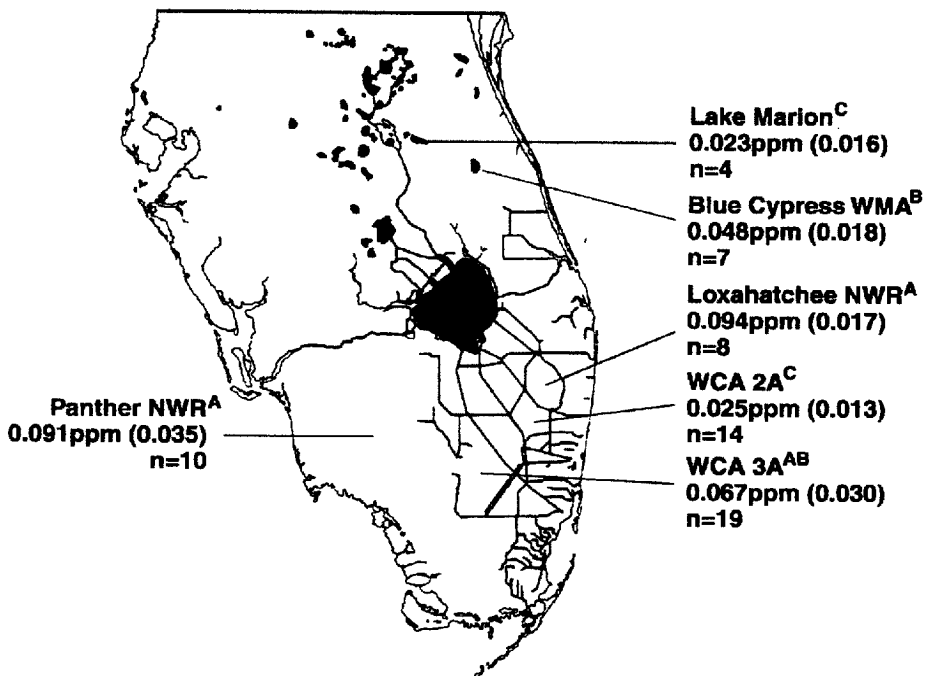 Lake Marion^C
0.023ppm (0.016)
n=4
Blue Cypress WMA^B
0.048ppm (0.018)
n=7
Loxahatchee NWR^A
0.094ppm (0.017)
n=8
WCA 2A^C
0.025ppm (0.013)
n=14
WCA 3A^AB
0.067ppm (0.030)
n=19
Panther NWR^A
0.091ppm (0.035)
n=10